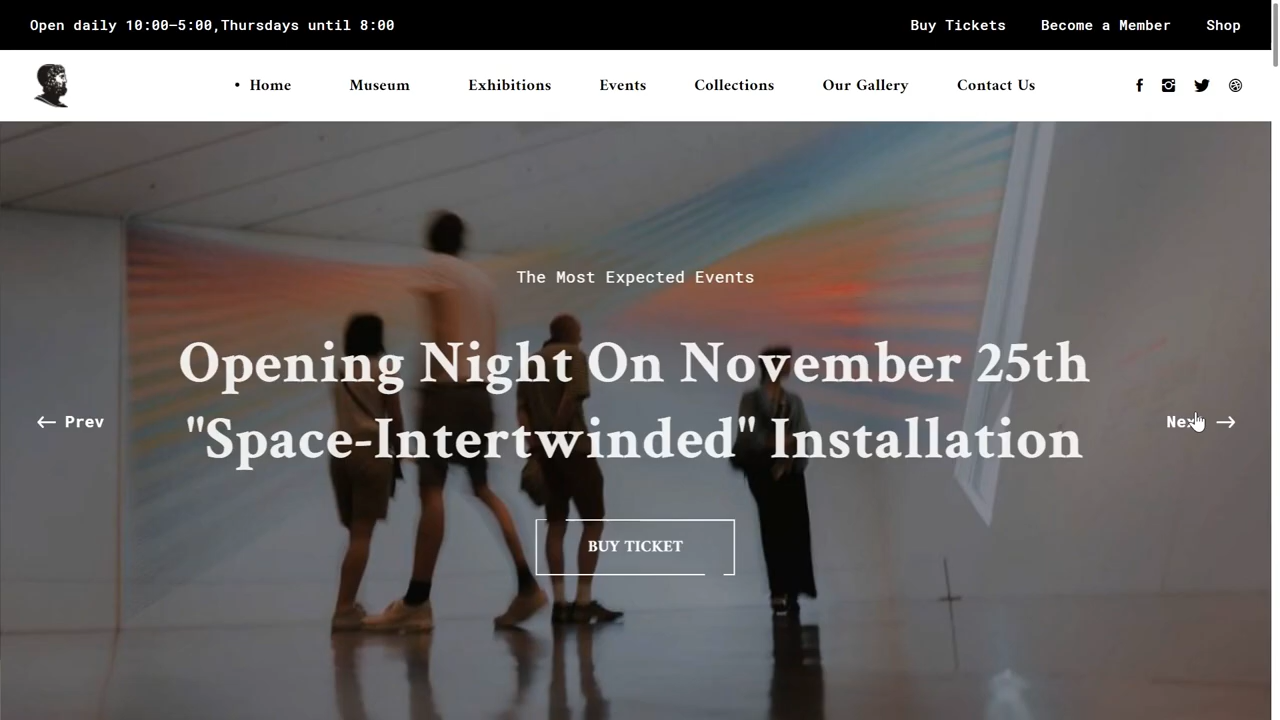 Open daily 10:00—5:00,Thursdays until 8:00
Buy Tickets
Become a Member
Shop
• Home
Museum
Exhibitions
Events
Collections
Our Gallery
Contact Us
The Most Expected Events
Opening Night On November 25th
"Space-Intertwinded" Installation
← Prev
Next →
BUY TICKET